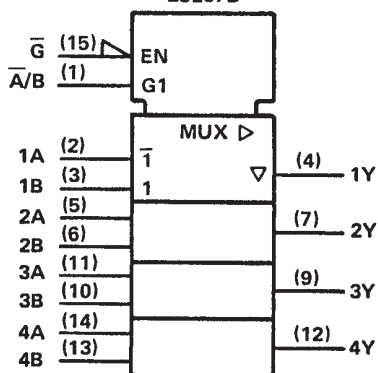 G̅ (15) EN
A̅/B (1) G1
MUX ▷
1A (2) 1̅
1B (3) 1 ▽ (4) 1Y
2A (5)
2B (6) (7) 2Y
3A (11)
3B (10) (9) 3Y
4A (14)
4B (13) (12) 4Y